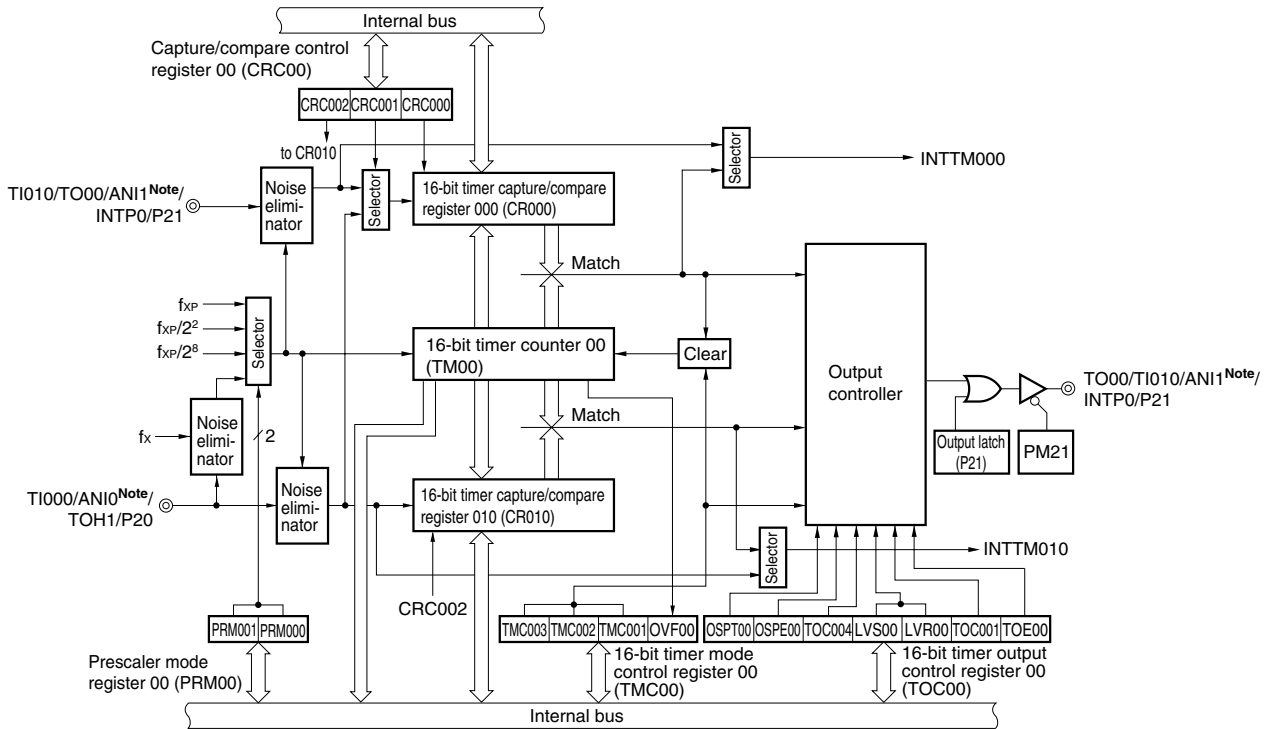 Internal bus
Capture/compare control
register 00 (CRC00)
CRC002 CRC001 CRC000
to CR010
TI010/TO00/ANI1Note/
INTP0/P21
Noise
elimi-
nator
Selector
16-bit timer capture/compare
register 000 (CR000)
Selector
INTTM000
Match
fXP
fXP/2²
fXP/2⁸
Selector
16-bit timer counter 00
(TM00)
Clear
Output
controller
TO00/TI010/ANI1Note/
INTP0/P21
Output latch
(P21)
PM21
fX
Noise
elimi-
nator
2
Match
TI000/ANI0Note/
TOH1/P20
Noise
elimi-
nator
16-bit timer capture/compare
register 010 (CR010)
Selector
INTTM010
CRC002
PRM001 PRM000
TMC003 TMC002 TMC001 OVF00
OSPT00 OSPE00 TOC004 LVS00 LVR00 TOC001 TOE00
Prescaler mode
register 00 (PRM00)
16-bit timer mode
control register 00
(TMC00)
16-bit timer output
control register 00
(TOC00)
Internal bus